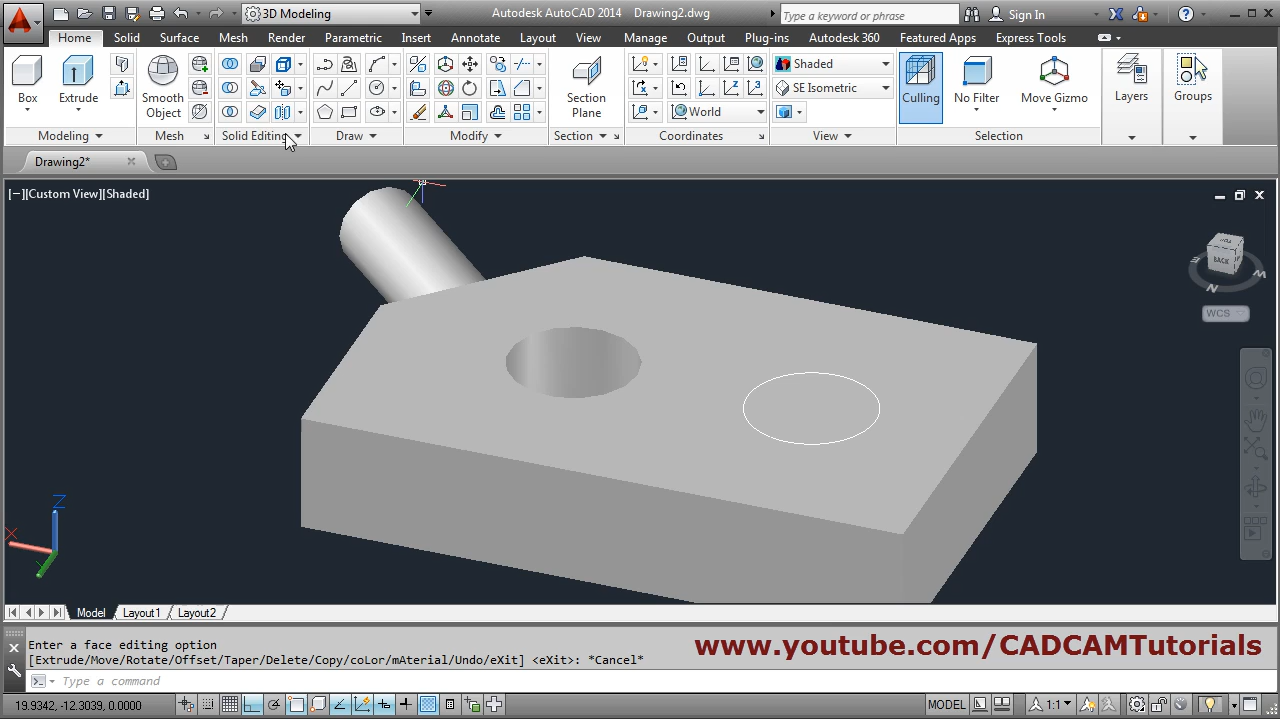 3D Modeling
Autodesk AutoCAD 2014 Drawing2.dwg
Type a keyword or phrase
Sign In
Home Solid Surface Mesh Render Parametric Insert Annotate Layout View Manage Output Plug-ins Autodesk 360 Featured Apps Express Tools
Box
Extrude
Smooth Object
Section Plane
World
Shaded
SE Isometric
Culling
No Filter
Move Gizmo
Layers
Groups
Modeling
Mesh
Solid Editing
Draw
Modify
Section
Coordinates
View
Selection
Drawing2*
[−][Custom View][Shaded]
BACK
N
WCS
Z
X
Model Layout1 Layout2
Enter a face editing option
[Extrude/Move/Rotate/Offset/Taper/Delete/Copy/coLor/mAterial/Undo/eXit] <eXit>: *Cancel*
www.youtube.com/CADCAMTutorials
Type a command
19.9342, -12.3039, 0.0000
MODEL
1:1